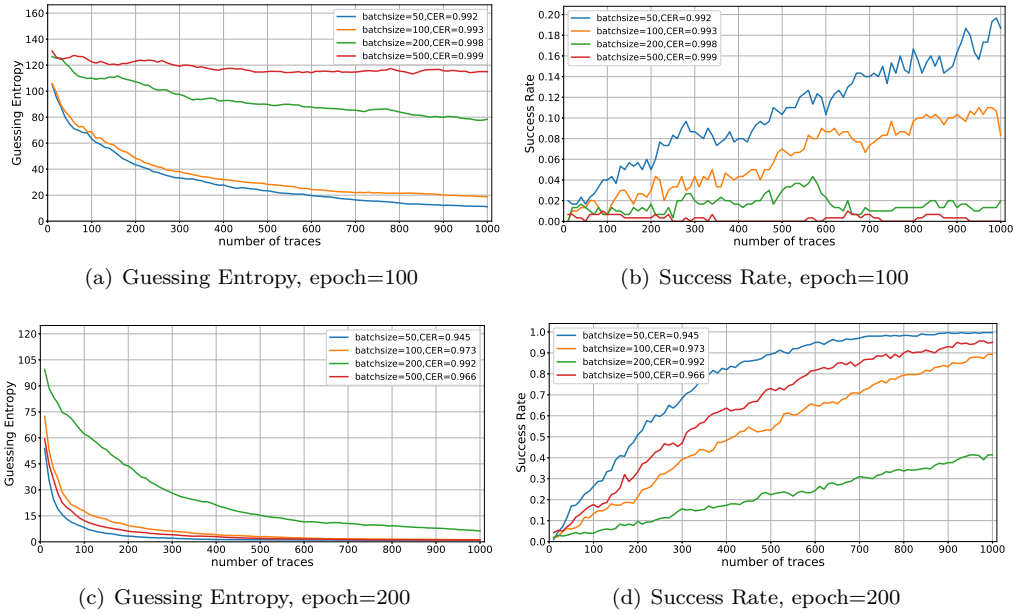 batchsize=50,CER=0.992
batchsize=100,CER=0.993
batchsize=200,CER=0.998
batchsize=500,CER=0.999
Guessing Entropy
160
140
120
100
80
60
40
20
0
0 100 200 300 400 500 600 700 800 900 1000
number of traces
(a) Guessing Entropy, epoch=100
batchsize=50,CER=0.992
batchsize=100,CER=0.993
batchsize=200,CER=0.998
batchsize=500,CER=0.999
Success Rate
0.20
0.18
0.16
0.14
0.12
0.10
0.08
0.06
0.04
0.02
0.00
0 100 200 300 400 500 600 700 800 900 1000
number of traces
(b) Success Rate, epoch=100
batchsize=50,CER=0.945
batchsize=100,CER=0.973
batchsize=200,CER=0.992
batchsize=500,CER=0.966
Guessing Entropy
120
105
90
75
60
45
30
15
0
0 100 200 300 400 500 600 700 800 900 1000
number of traces
(c) Guessing Entropy, epoch=200
batchsize=50,CER=0.945
batchsize=100,CER=0.973
batchsize=200,CER=0.992
batchsize=500,CER=0.966
Success Rate
1.0
0.9
0.8
0.7
0.6
0.5
0.4
0.3
0.2
0.1
0.0
0 100 200 300 400 500 600 700 800 900 1000
number of traces
(d) Success Rate, epoch=200